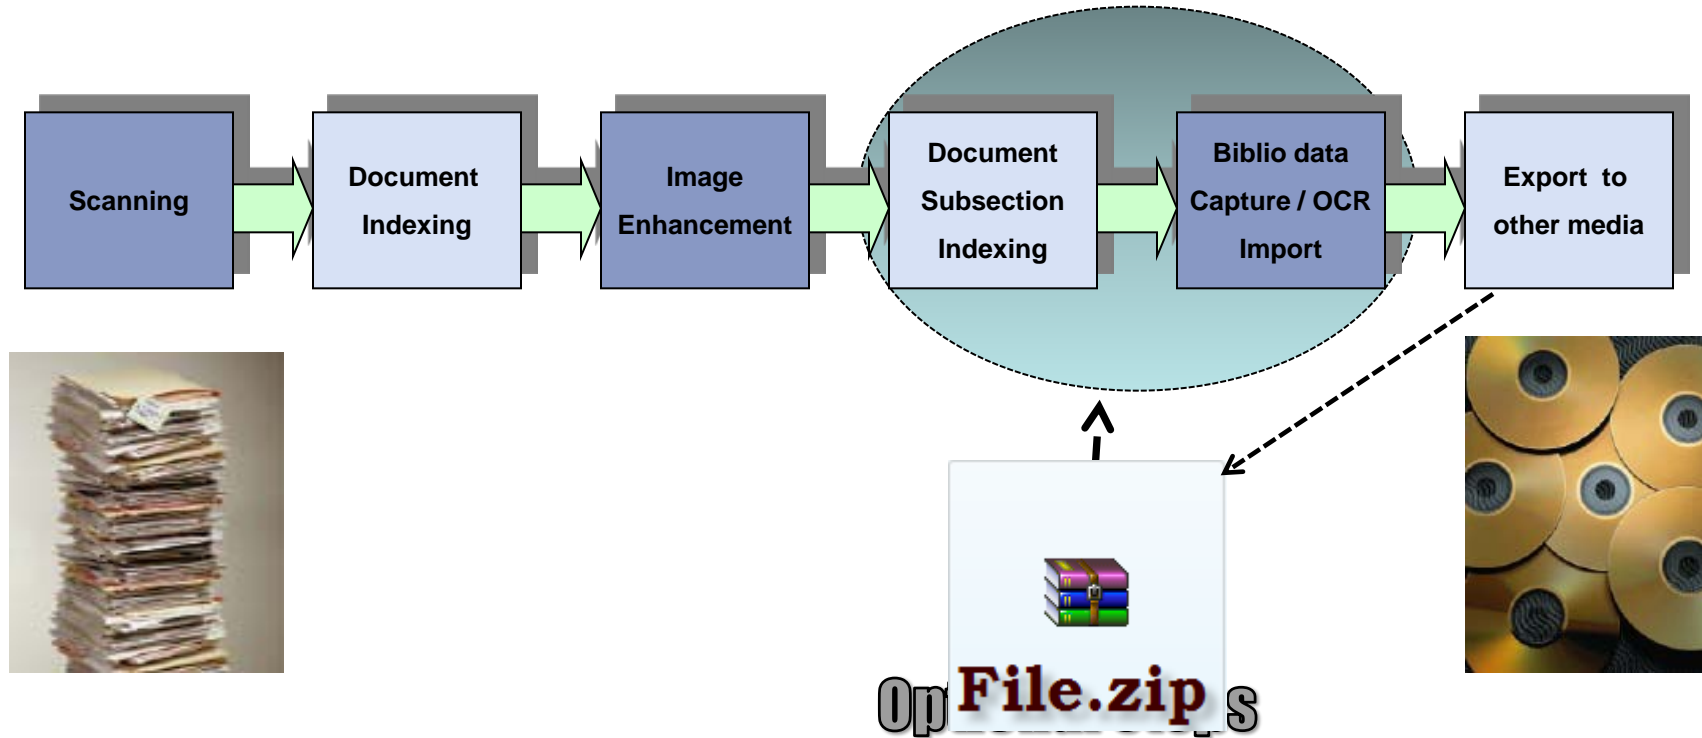 Scanning
Document
Indexing
Image
Enhancement
Document
Subsection
Indexing
Biblio data
Capture / OCR
Import
Export to
other media
File.zip